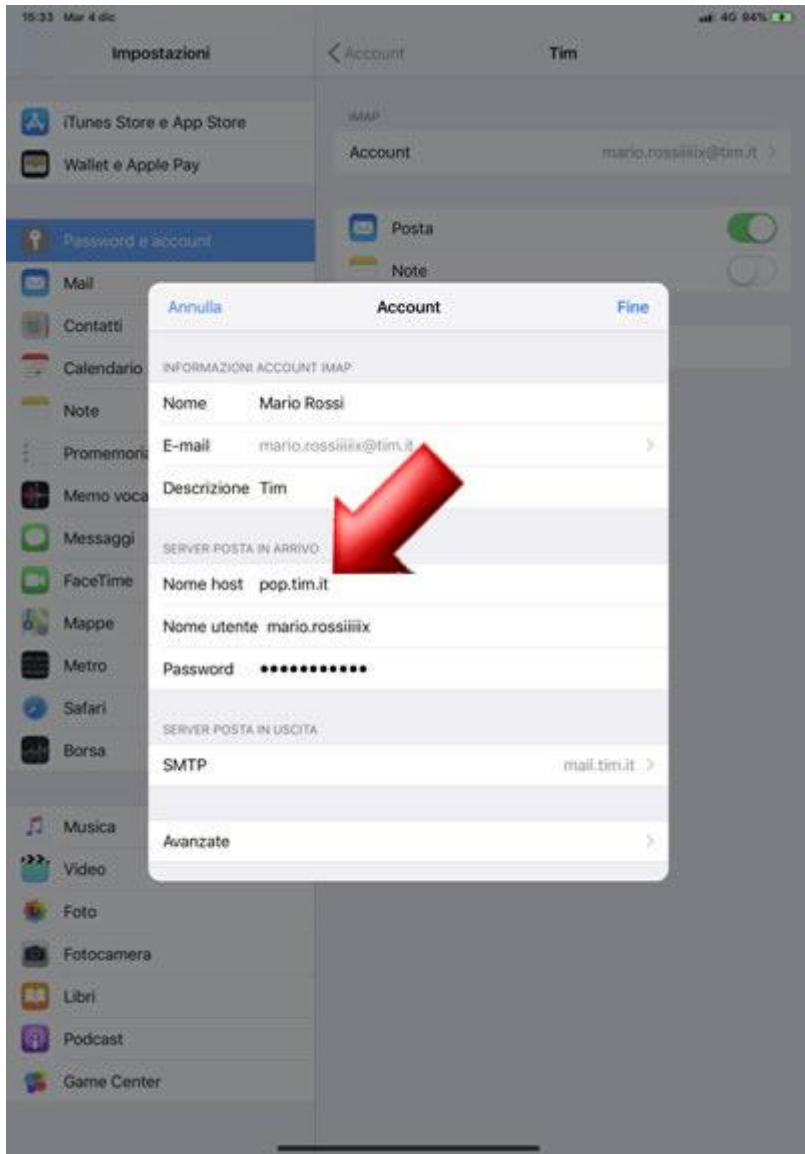 15:33 Mar 4 dic
4G 94%
Impostazioni
Account
Tim
iTunes Store e App Store
Wallet e Apple Pay
Password e account
Mail
Contatti
Calendario
Note
Memo voca
Messaggi
FaceTime
Mappe
Metro
Safari
Borsa
Musica
Video
Foto
Fotocamera
Libri
Podcast
Game Center
IMAP
Account mario.rossiiiiix@tim.it
Posta
Note
Annulla Account Fine
INFORMAZIONI ACCOUNT IMAP
Nome Mario Rossi
E-mail mario.rossiiiiix@tim.it
Descrizione Tim
SERVER POSTA IN ARRIVO
Nome host pop.tim.it
Nome utente mario.rossiiiiix
Password •••••••••••
SERVER POSTA IN USCITA
SMTP mail.tim.it
Avanzate